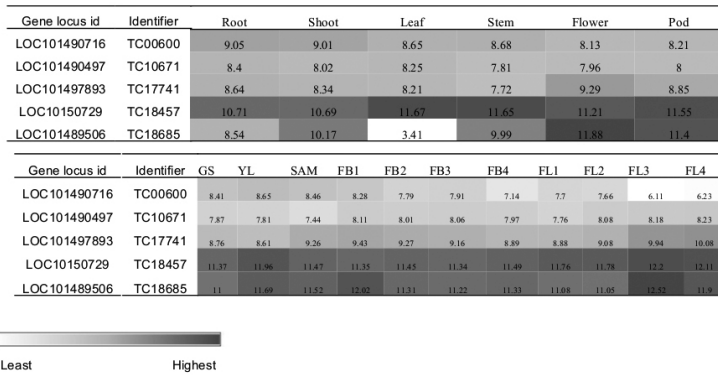 Gene locus id Identifier Root Shoot Leaf Stem Flower Pod
LOC101490716 TC00600 9.05 9.01 8.65 8.68 8.13 8.21
LOC101490497 TC10671 8.4 8.02 8.25 7.81 7.96 8
LOC101497893 TC17741 8.64 8.34 8.21 7.72 9.29 8.85
LOC10150729 TC18457 10.71 10.69 11.67 11.65 11.21 11.55
LOC101489506 TC18685 8.54 10.17 3.41 9.99 11.88 11.4
Gene locus id Identifier GS YL SAM FB1 FB2 FB3 FB4 FL1 FL2 FL3 FL4
LOC101490716 TC00600 8.41 8.65 8.46 8.28 7.79 7.91 7.14 7.7 7.66 6.11 6.23
LOC101490497 TC10671 7.87 7.81 7.44 8.11 8.01 8.06 7.97 7.76 8.08 8.18 8.23
LOC101497893 TC17741 8.76 8.61 9.26 9.43 9.27 9.16 8.89 8.88 9.08 9.94 10.08
LOC10150729 TC18457 11.37 11.96 11.47 11.35 11.45 11.34 11.49 11.76 11.78 12.2 12.11
LOC101489506 TC18685 11 11.69 11.52 12.02 11.31 11.22 11.33 11.08 11.05 12.52 11.9
Least Highest